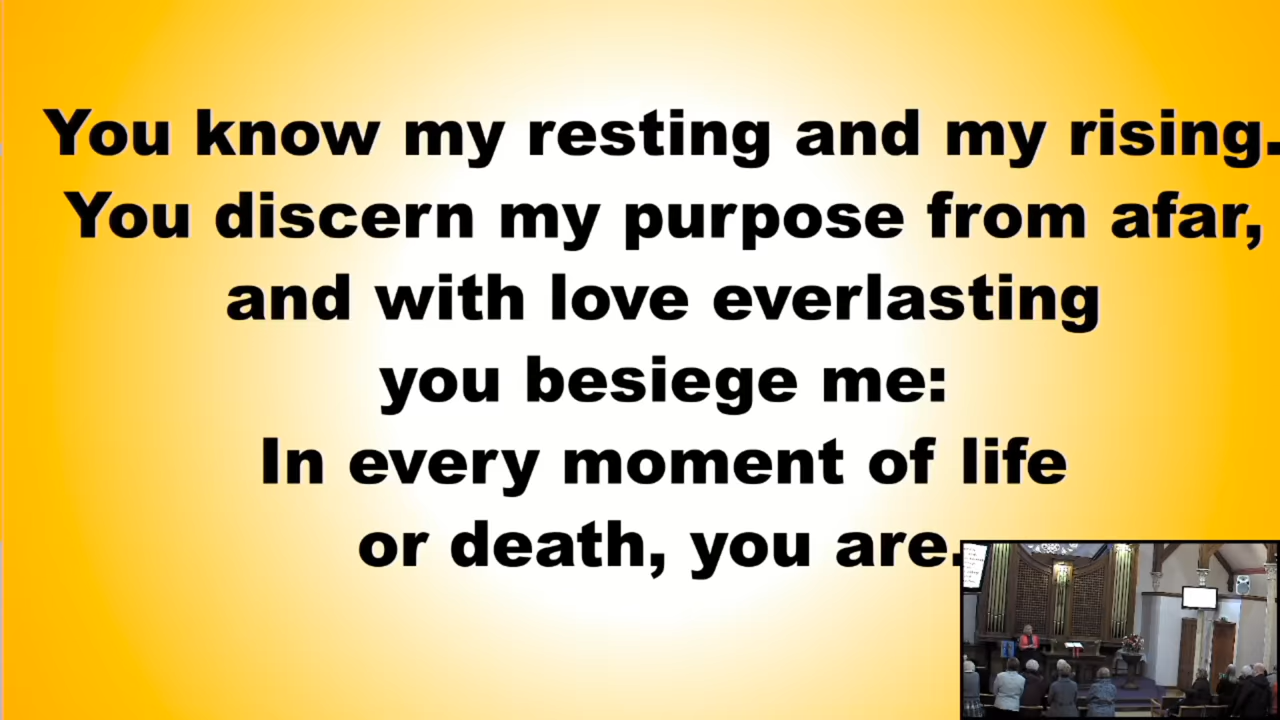 You know my resting and my rising.
You discern my purpose from afar,
and with love everlasting
you besiege me:
In every moment of life
or death, you are.